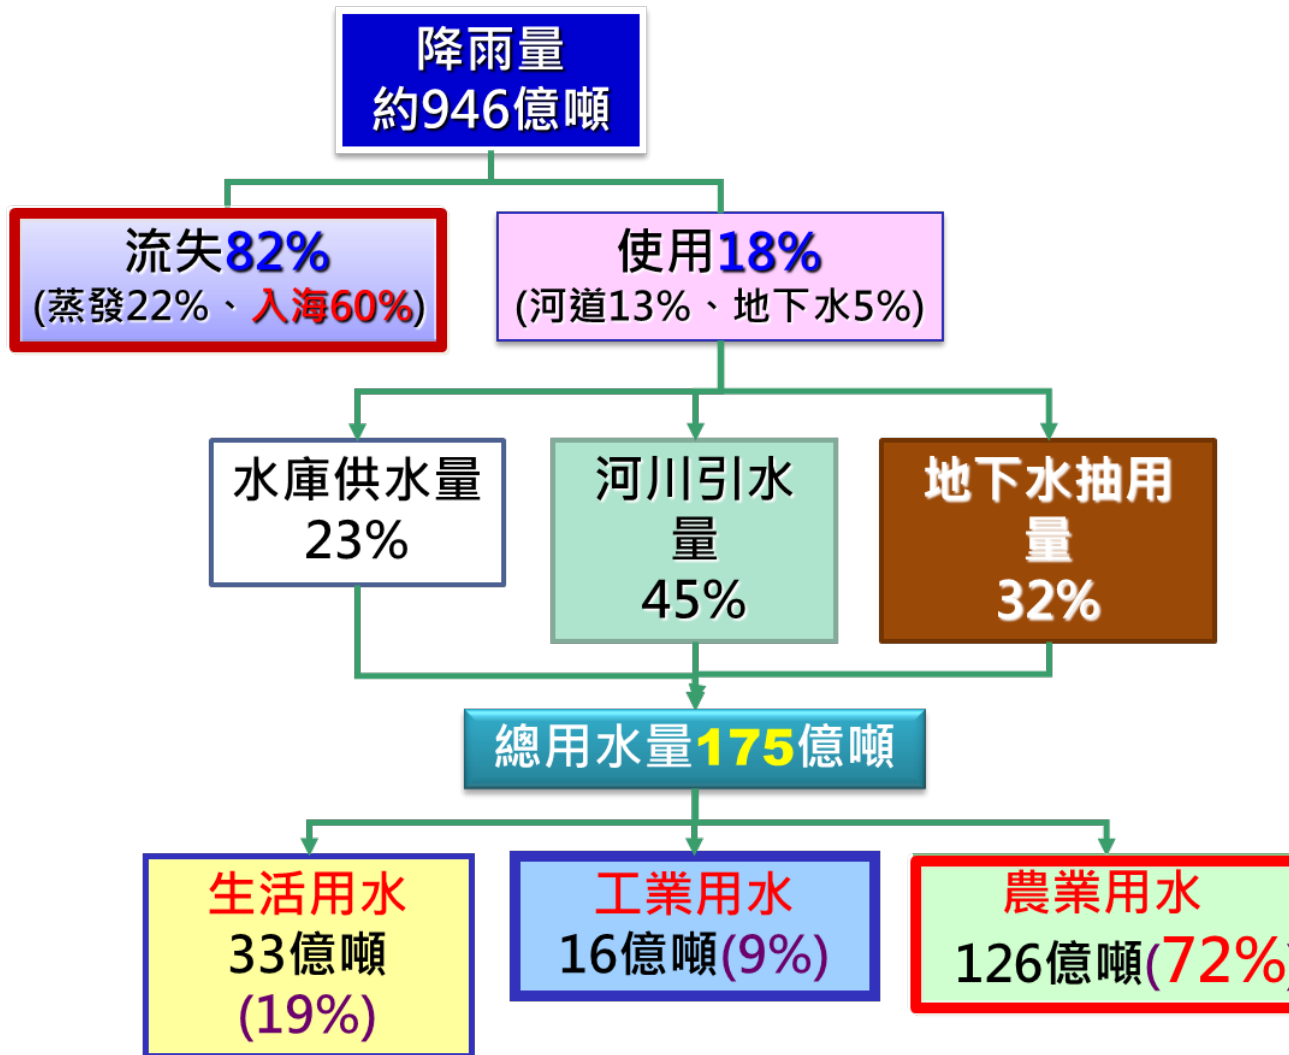 降雨量
約946億噸
流失82%
(蒸發22%、入海60%)
使用18%
(河道13%、地下水5%)
水庫供水量
23%
河川引水
量
45%
地下水抽用
量
32%
總用水量175億噸
生活用水
33億噸
(19%)
工業用水
16億噸(9%)
農業用水
126億噸(72%)